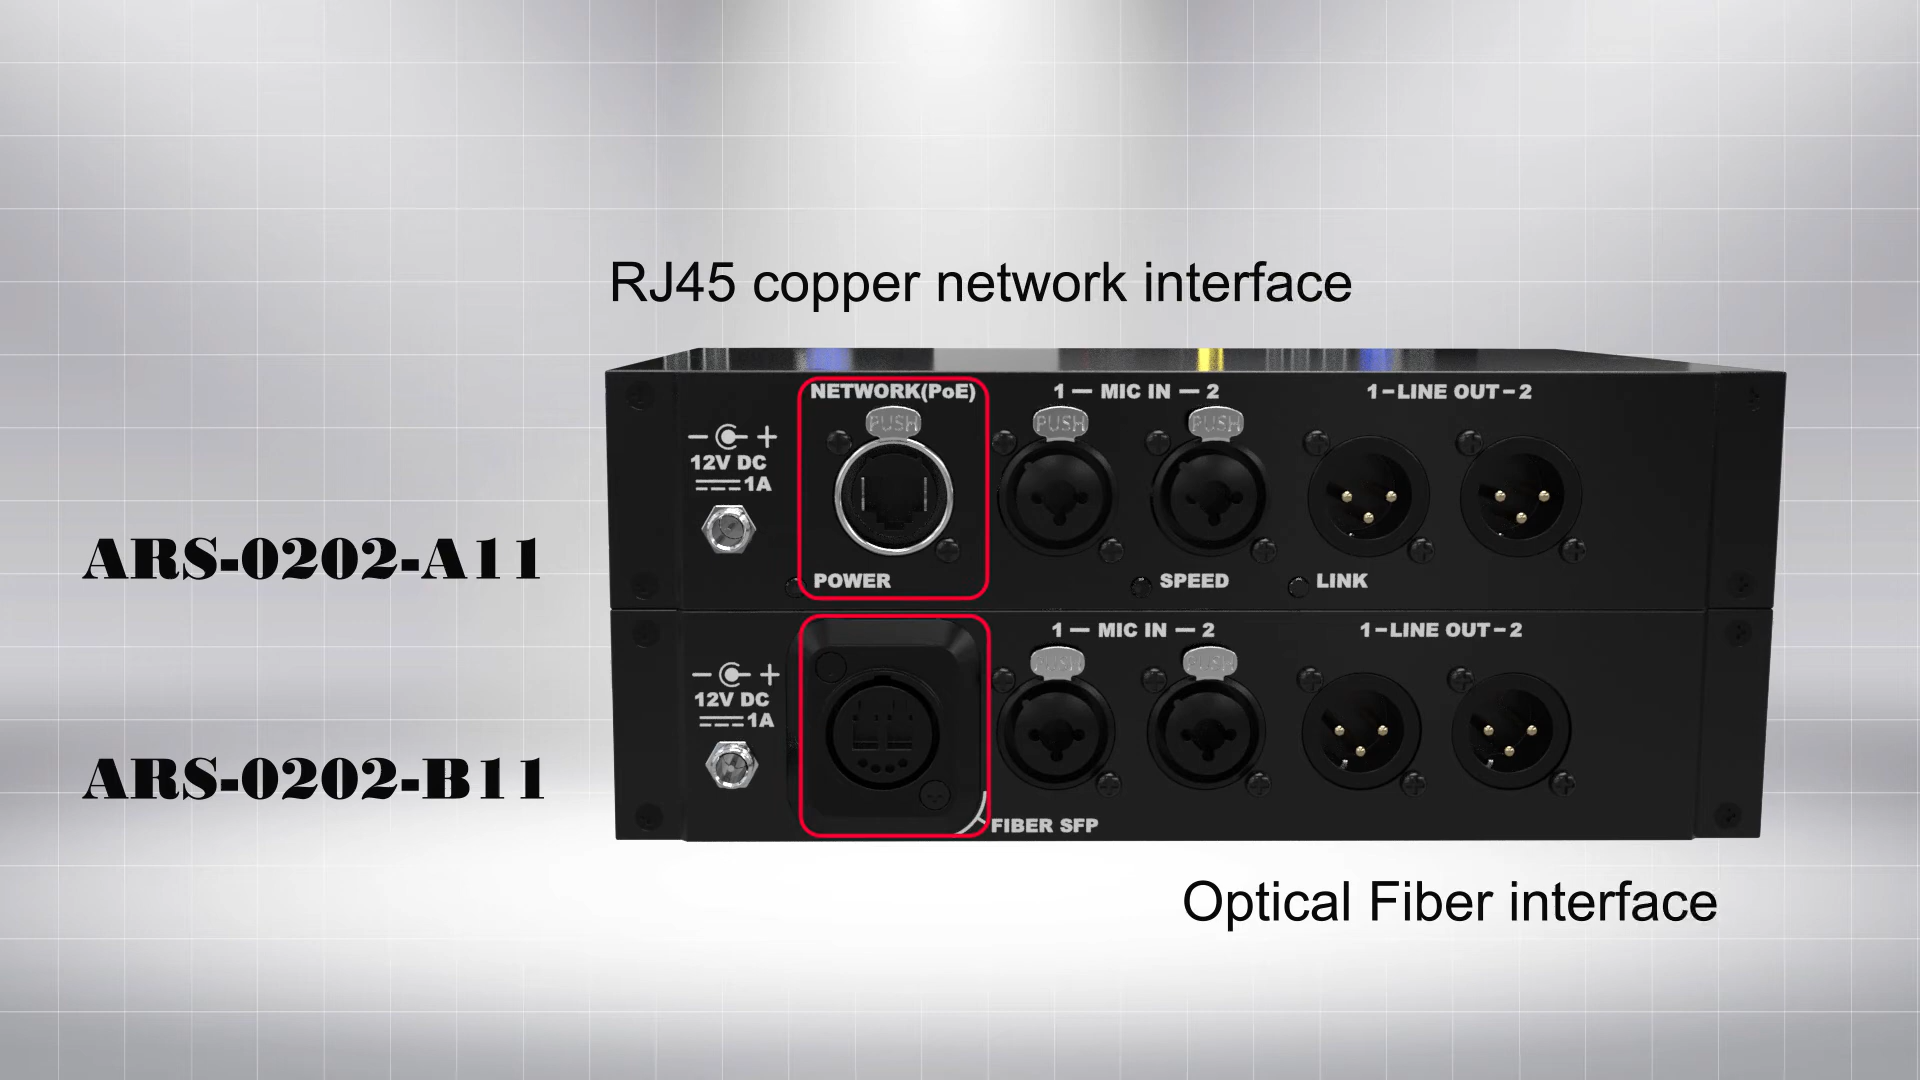 RJ45 copper network interface
NETWORK(PoE)
1 — MIC IN — 2
1-LINE OUT-2
PUSH
PUSH
PUSH
− +
12V DC
1A
ARS-0202-A11
POWER
SPEED
LINK
1 — MIC IN — 2
1-LINE OUT-2
PUSH
PUSH
− +
12V DC
1A
ARS-0202-B11
FIBER SFP
Optical Fiber interface